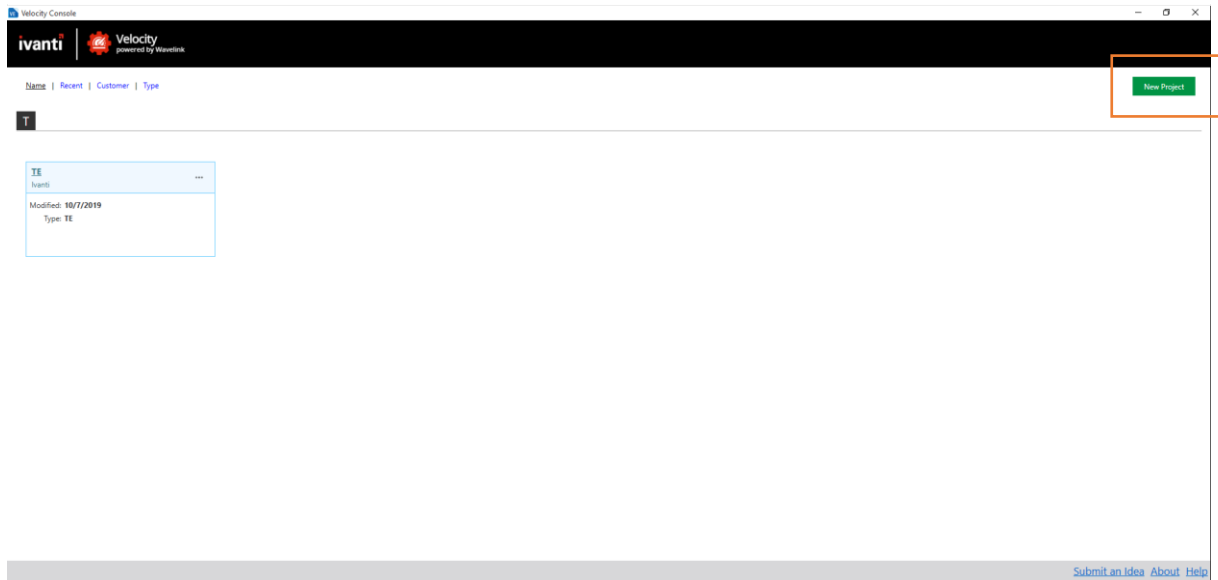 Velocity Console
ivanti
Velocity
powered by Wavelink
Name | Recent | Customer | Type
New Project
T
TE
Ivanti
...
Modified: 10/7/2019
Type: TE
Submit an Idea About Help